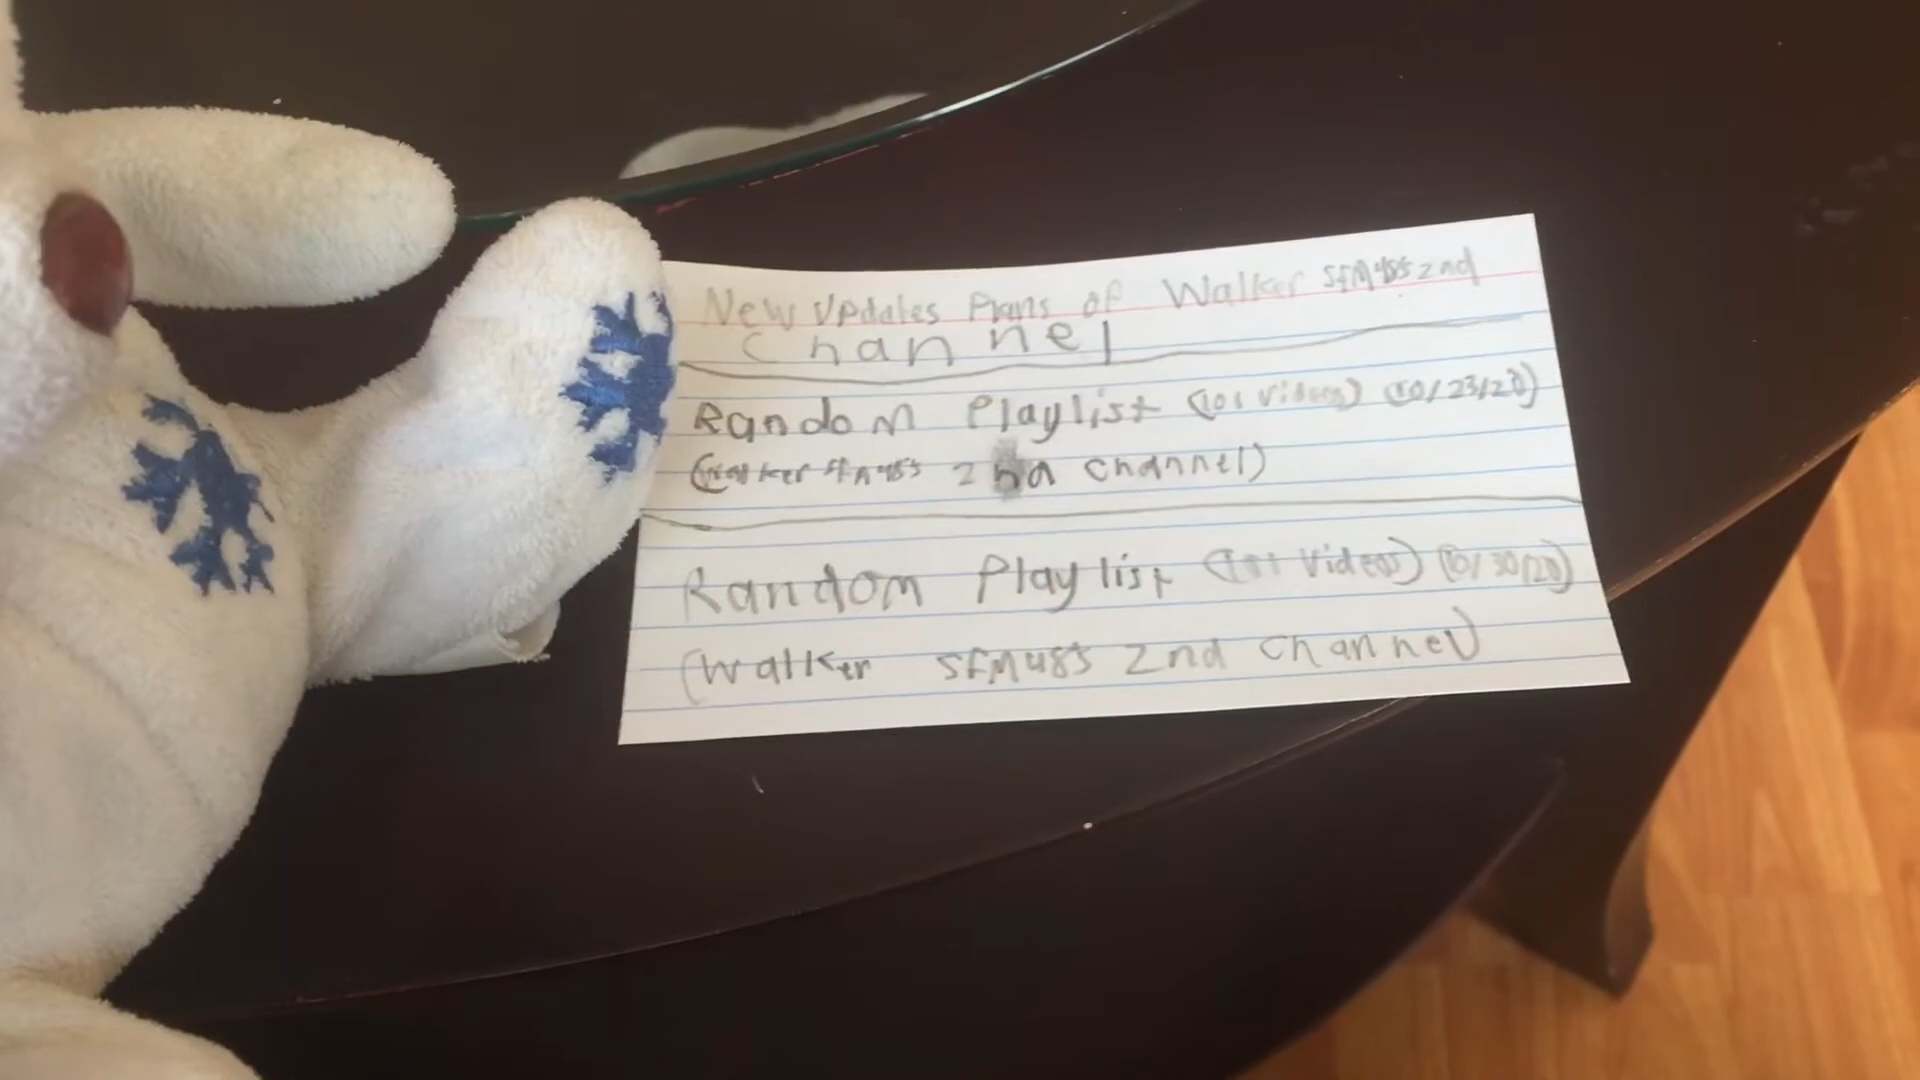 New Updates Plans of Walker SFM485 2nd
Channel
Random Playlist (101 Videos) (10/23/20)
(Walker SFM485 2nd Channel)
Random Playlist (101 Videos) (10/30/20)
(Walker SFM485 2nd Channel)